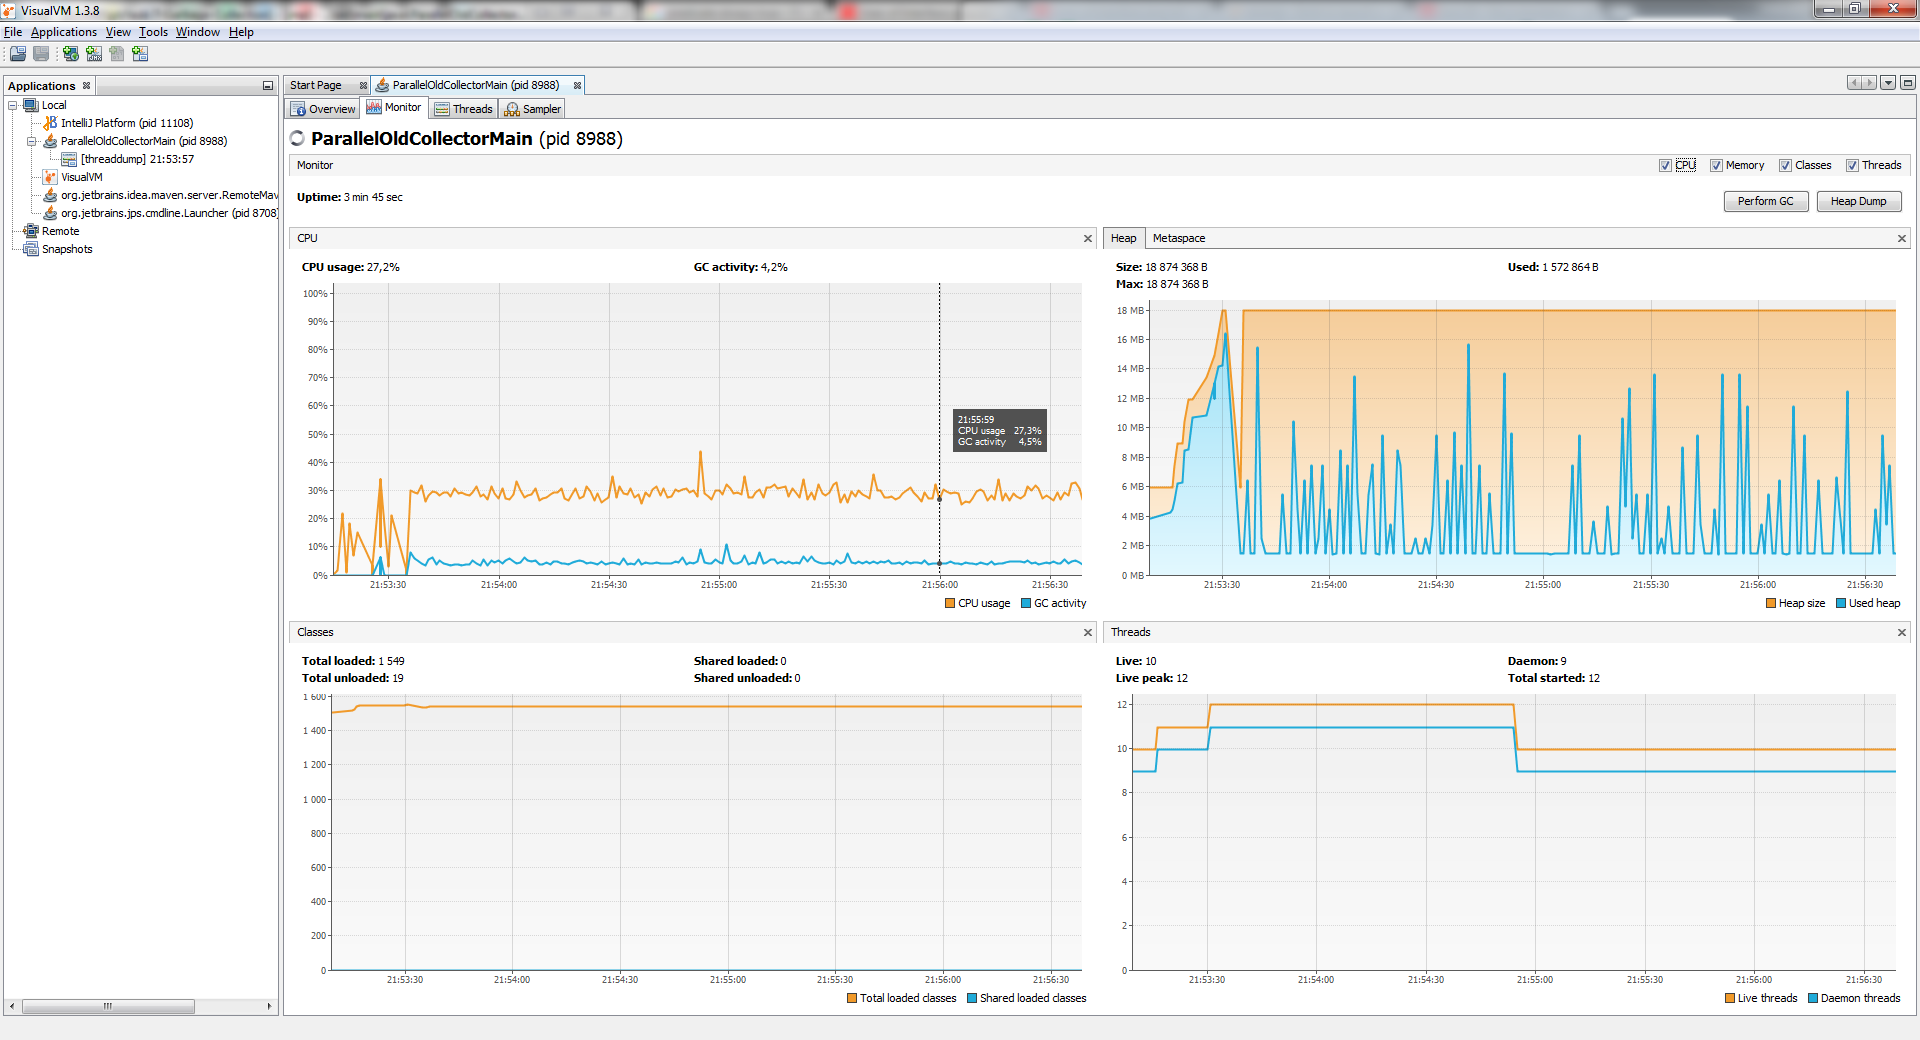 VisualVM 1.3.8
File Applications View Tools Window Help
Applications
Local
IntelliJ Platform (pid 11108)
ParallelOldCollectorMain (pid 8988)
[threaddump] 21:53:57
VisualVM
org.jetbrains.idea.maven.server.RemoteMav
org.jetbrains.jps.cmdline.Launcher (pid 8708)
Remote
Snapshots
Start Page ParallelOldCollectorMain (pid 8988)
Overview Monitor Threads Sampler
ParallelOldCollectorMain (pid 8988)
Monitor CPU Memory Classes Threads
Uptime: 3 min 45 sec
Perform GC Heap Dump
CPU
CPU usage: 27,2% GC activity: 4,2%
100%
90%
80%
70%
60%
50%
40%
30%
20%
10%
0%
21:55:59
CPU usage 27,3%
GC activity 4,5%
21:53:30 21:54:00 21:54:30 21:55:00 21:55:30 21:56:00 21:56:30
CPU usage GC activity
Heap Metaspace
Size: 18 874 368 B Used: 1 572 864 B
Max: 18 874 368 B
18 MB
16 MB
14 MB
12 MB
10 MB
8 MB
6 MB
4 MB
2 MB
0 MB
21:53:30 21:54:00 21:54:30 21:55:00 21:55:30 21:56:00 21:56:30
Heap size Used heap
Classes
Total loaded: 1 549 Shared loaded: 0
Total unloaded: 19 Shared unloaded: 0
1 600
1 400
1 200
1 000
800
600
400
200
0
21:53:30 21:54:00 21:54:30 21:55:00 21:55:30 21:56:00 21:56:30
Total loaded classes Shared loaded classes
Threads
Live: 10 Daemon: 9
Live peak: 12 Total started: 12
12
10
8
6
4
2
0
21:53:30 21:54:00 21:54:30 21:55:00 21:55:30 21:56:00 21:56:30
Live threads Daemon threads